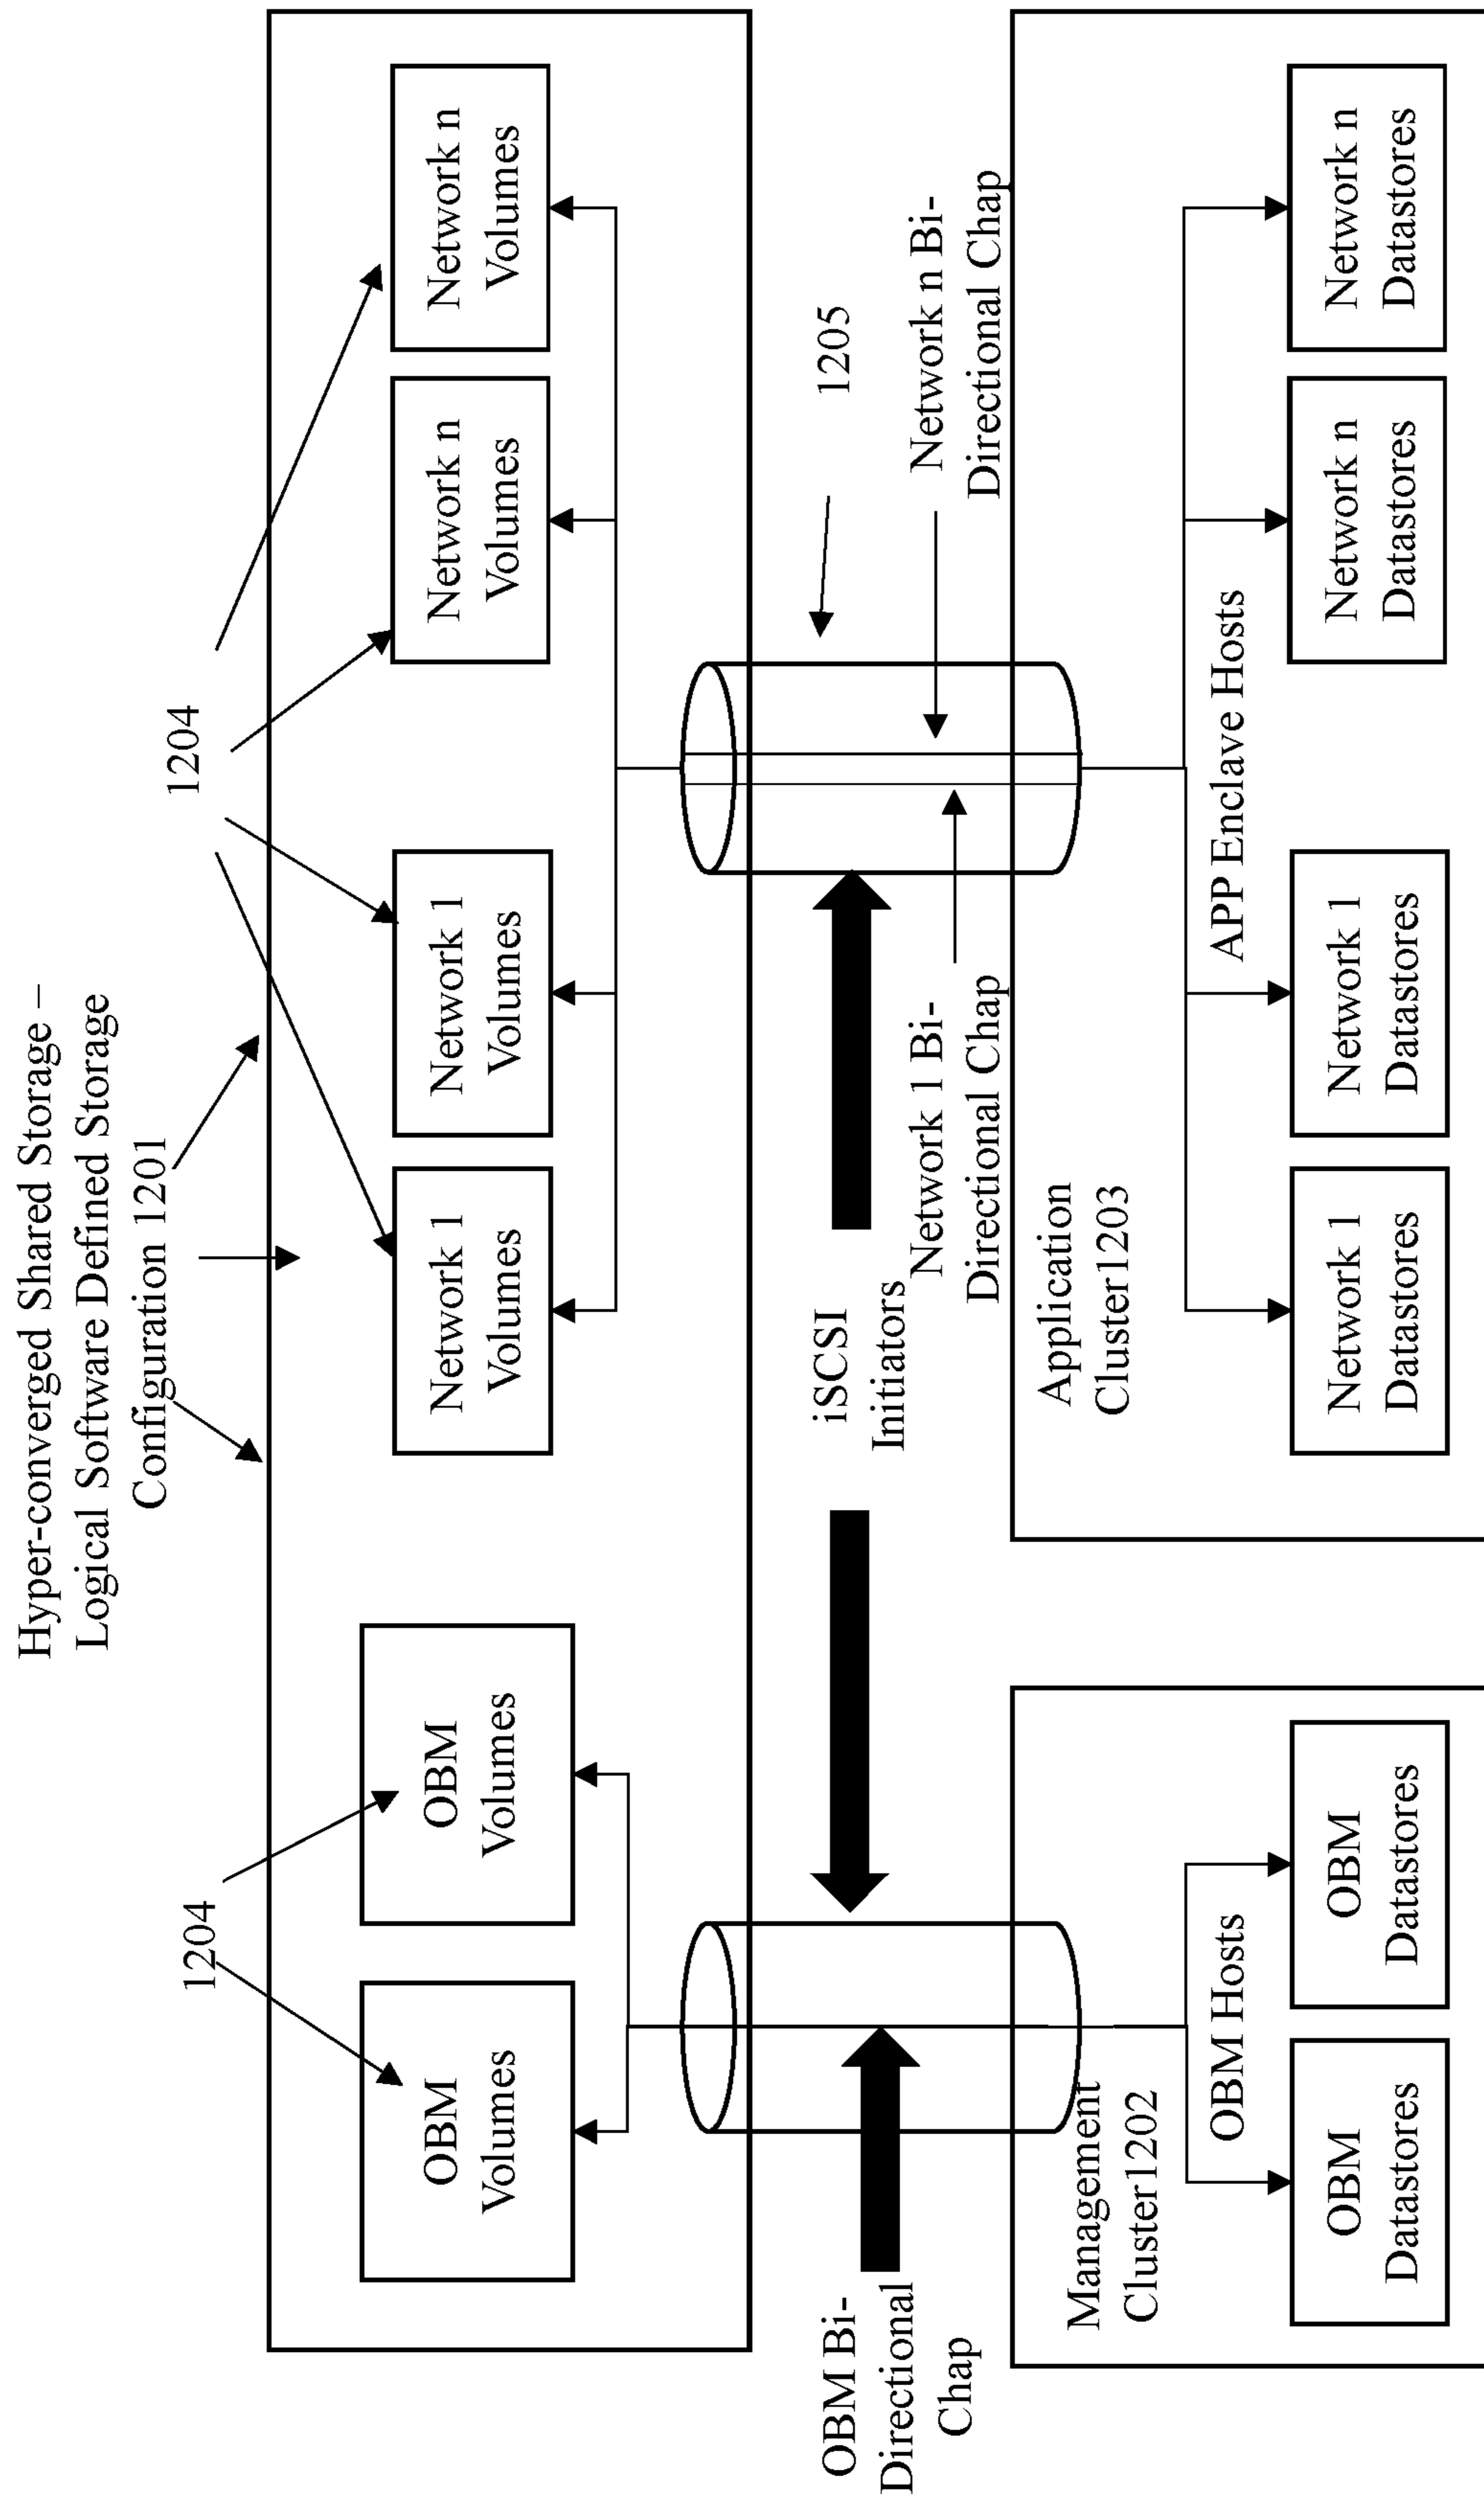 Hyper-converged Shared Storage –
Logical Software Defined Storage
Configuration 1201
1204
1204
OBM
Volumes
OBM
Volumes
Network 1
Volumes
Network 1
Volumes
Network n
Volumes
Network n
Volumes
OBM Bi-
Directional
Chap
iSCSI
Initiators
1205
Network 1 Bi-
Directional Chap
Network n Bi-
Directional Chap
Management
Cluster1202
OBM Hosts
OBM
Datastores
OBM
Datastores
Application
Cluster1203
APP Enclave Hosts
Network 1
Datastores
Network 1
Datastores
Network n
Datastores
Network n
Datastores